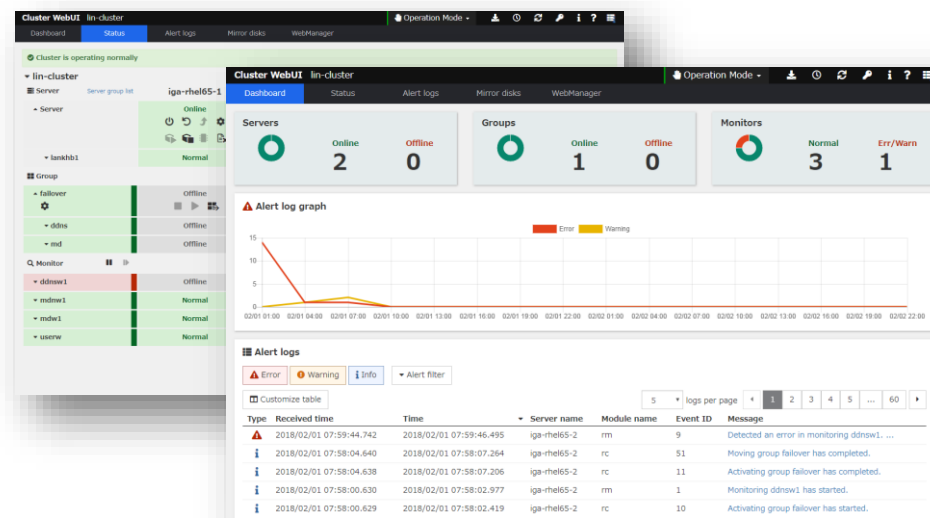 Cluster WebUI lin-cluster Operation Mode i ?
Dashboard Status Alert logs Mirror disks WebManager
Cluster is operating normally
lin-cluster
Server Server group list iga-rhel65-1
Server Online
lankhb1 Normal
Group
failover Offline
ddns Offline
md Offline
Monitor
ddnsw1 Offline
mdnw1 Normal
mdw1 Normal
userw Normal
Cluster WebUI lin-cluster Operation Mode i ?
Dashboard Status Alert logs Mirror disks WebManager
Servers Groups Monitors
Online Offline Online Offline Normal Err/Warn
2 0 1 0 3 1
Alert log graph
Error Warning
15
10
5
0
02/01 01:00 02/01 04:00 02/01 07:00 02/01 10:00 02/01 13:00 02/01 16:00 02/01 19:00 02/01 22:00 02/02 01:00 02/02 04:00 02/02 07:00 02/02 10:00 02/02 13:00 02/02 16:00 02/02 19:00 02/02 22:00
Alert logs
Error Warning Info Alert filter
Customize table 5 logs per page 1 2 3 4 5 ... 60
Type Received time Time Server name Module name Event ID Message
2018/02/01 07:59:44.742 2018/02/01 07:59:46.495 iga-rhel65-2 rm 9 Detected an error in monitoring ddnsw1. ...
2018/02/01 07:58:04.640 2018/02/01 07:58:07.264 iga-rhel65-2 rc 51 Moving group failover has completed.
2018/02/01 07:58:04.638 2018/02/01 07:58:07.206 iga-rhel65-2 rc 11 Activating group failover has completed.
2018/02/01 07:58:00.630 2018/02/01 07:58:02.977 iga-rhel65-2 rm 1 Monitoring ddnsw1 has started.
2018/02/01 07:58:00.629 2018/02/01 07:58:02.419 iga-rhel65-2 rc 10 Activating group failover has started.